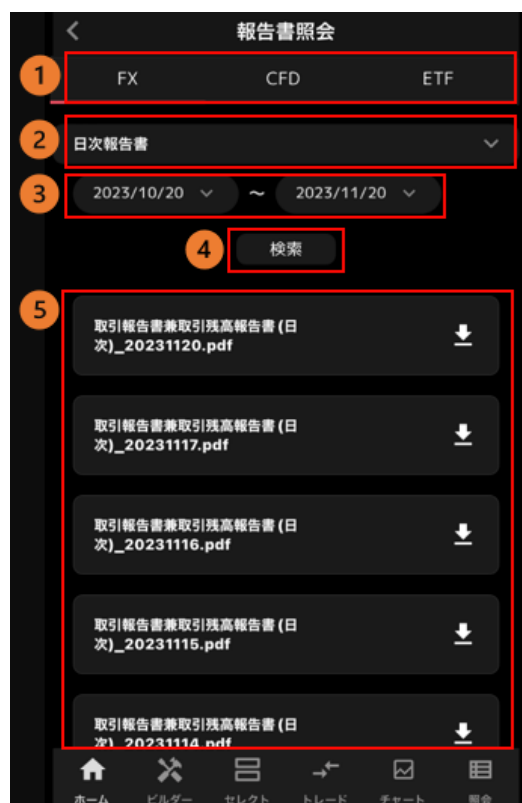 報告書照会
1
FX CFD ETF
2
日次報告書
3
2023/10/20 ~ 2023/11/20
4
検索
5
取引報告書兼取引残高報告書(日
次)_20231120.pdf
取引報告書兼取引残高報告書(日
次)_20231117.pdf
取引報告書兼取引残高報告書(日
次)_20231116.pdf
取引報告書兼取引残高報告書(日
次)_20231115.pdf
取引報告書兼取引残高報告書(日
次)_20231114.pdf
ホーム ビルダー セレクト トレード チャート 照会